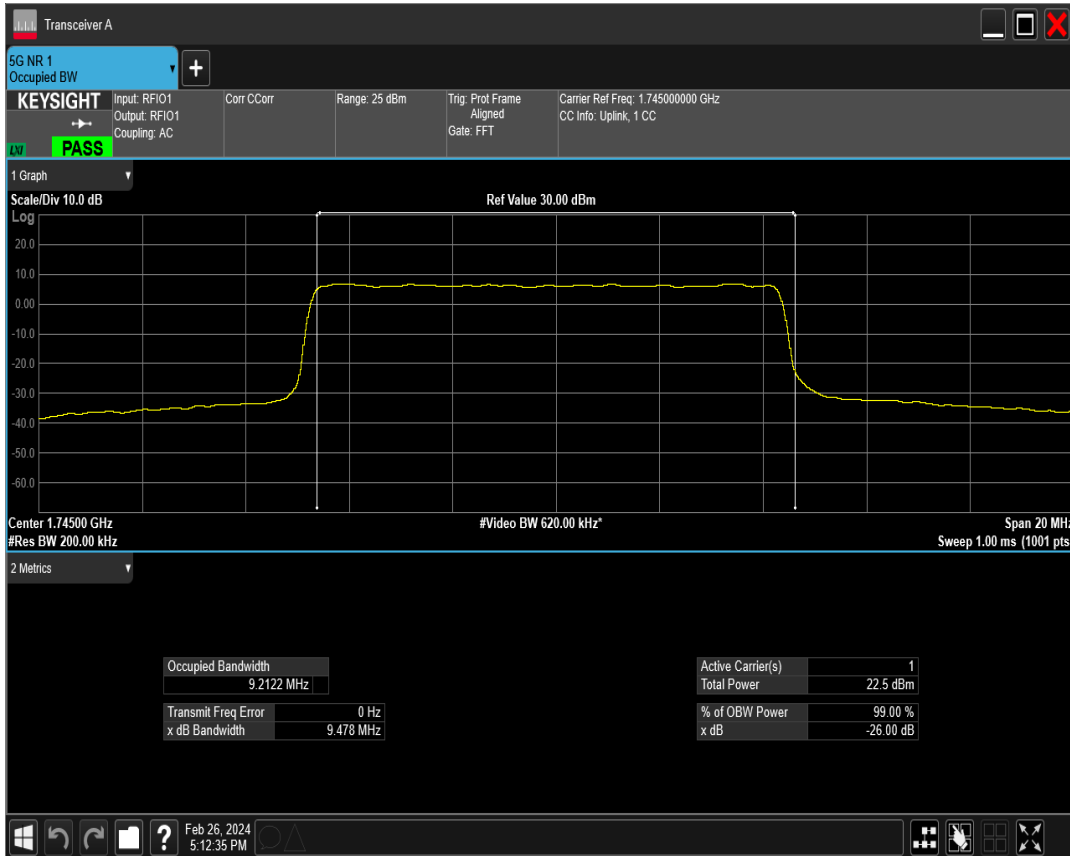 Transceiver A
5G NR 1
Occupied BW
KEYSIGHT
LXI
PASS
Input: RFIO1
Output: RFIO1
Coupling: AC
Corr CCorr
Range: 25 dBm
Trig: Prot Frame
Aligned
Gate: FFT
Carrier Ref Freq: 1.745000000 GHz
CC Info: Uplink, 1 CC
1 Graph
Scale/Div 10.0 dB
Ref Value 30.00 dBm
Log
20.0
10.0
0.00
-10.0
-20.0
-30.0
-40.0
-50.0
-60.0
Center 1.74500 GHz
#Video BW 620.00 kHz*
Span 20 MHz
#Res BW 200.00 kHz
Sweep 1.00 ms (1001 pts
2 Metrics
Occupied Bandwidth
9.2122 MHz
Transmit Freq Error 0 Hz
x dB Bandwidth 9.478 MHz
Active Carrier(s) 1
Total Power 22.5 dBm
% of OBW Power 99.00 %
x dB -26.00 dB
Feb 26, 2024
5:12:35 PM